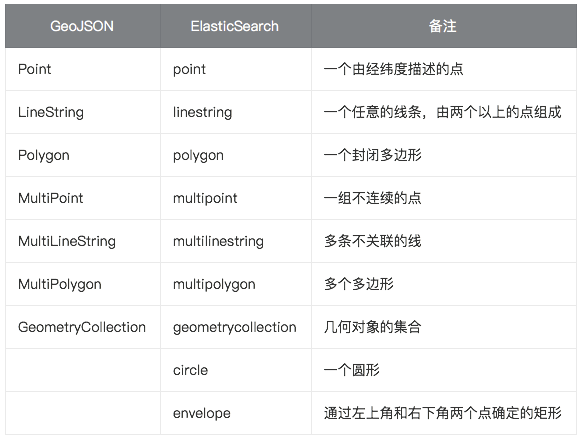 GeoJSON ElasticSearch 备注
Point point 一个由经纬度描述的点
LineString linestring 一个任意的线条，由两个以上的点组成
Polygon polygon 一个封闭多边形
MultiPoint multipoint 一组不连续的点
MultiLineString multilinestring 多条不关联的线
MultiPolygon multipolygon 多个多边形
GeometryCollection geometrycollection 几何对象的集合
circle 一个圆形
envelope 通过左上角和右下角两个点确定的矩形